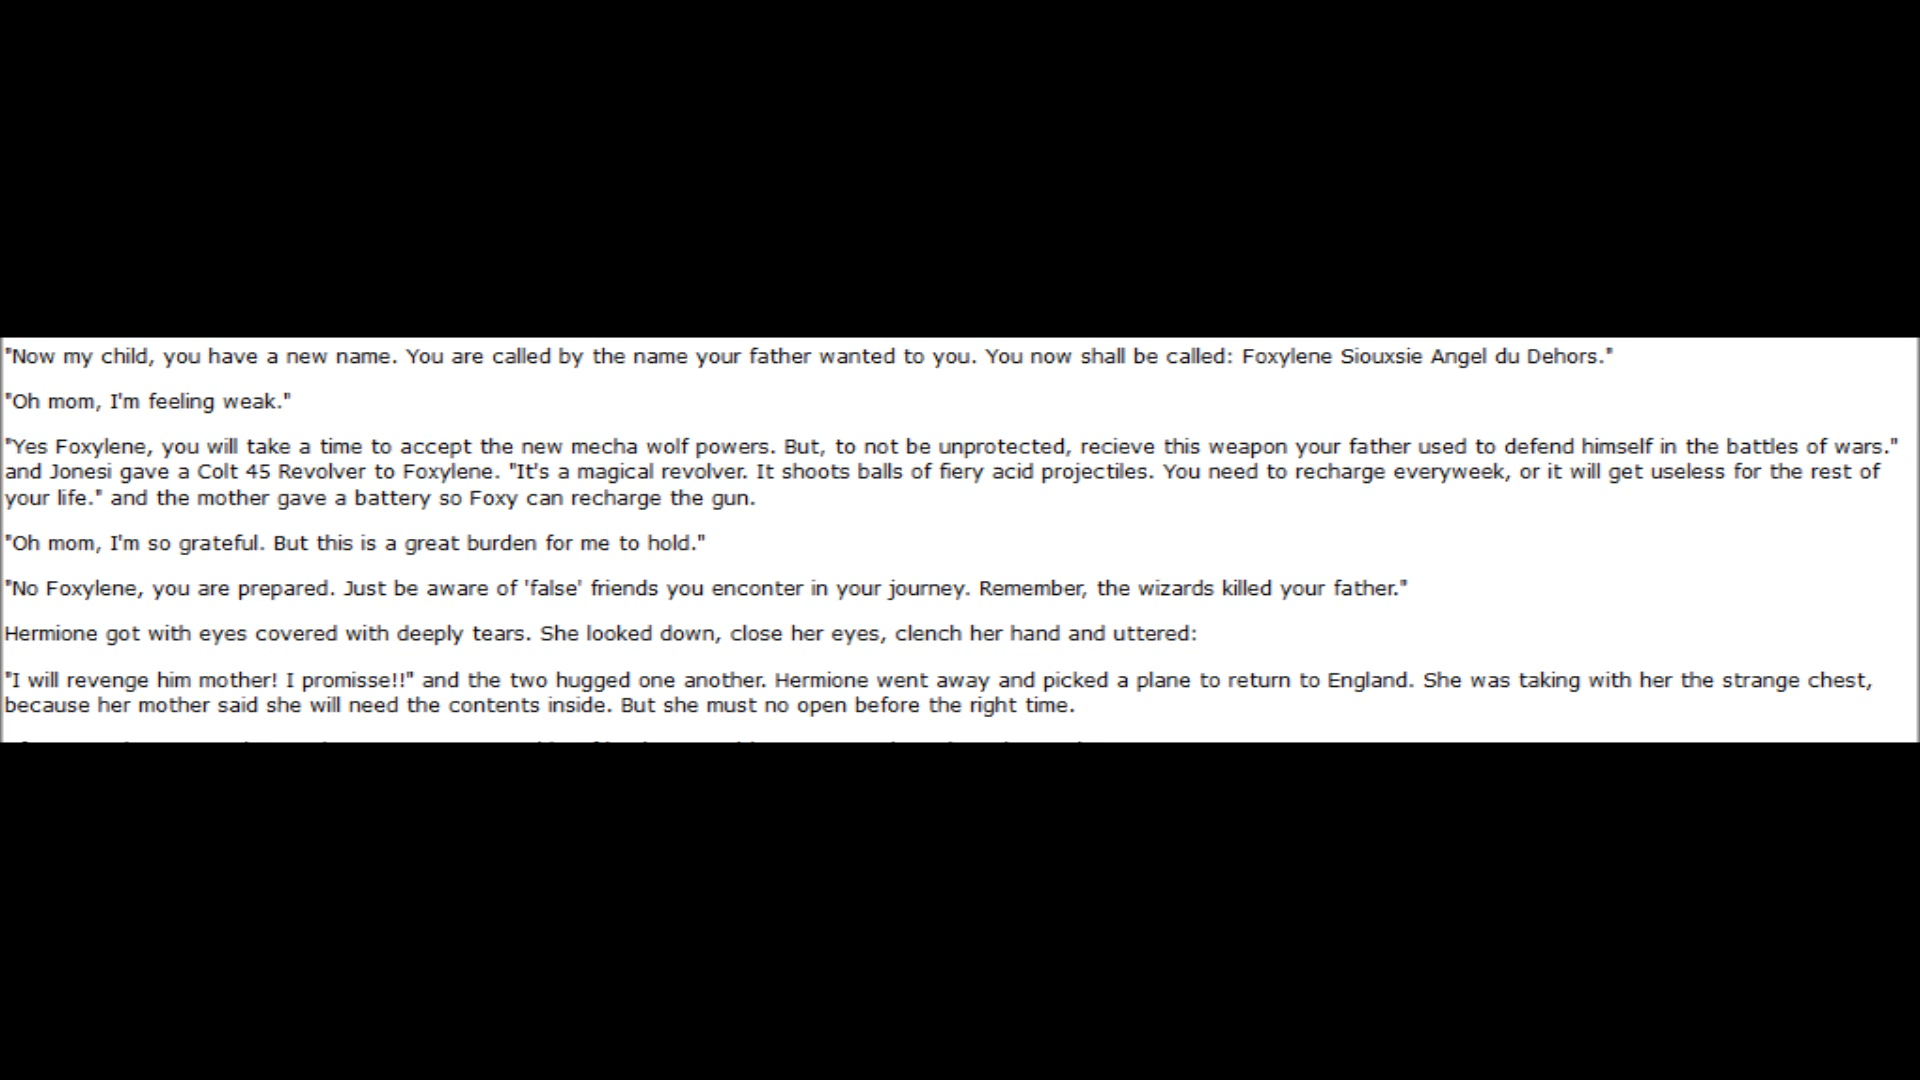 "Now my child, you have a new name. You are called by the name your father wanted to you. You now shall be called: Foxylene Siouxsie Angel du Dehors."
"Oh mom, I'm feeling weak."
"Yes Foxylene, you will take a time to accept the new mecha wolf powers. But, to not be unprotected, recieve this weapon your father used to defend himself in the battles of wars."
and Jonesi gave a Colt 45 Revolver to Foxylene. "It's a magical revolver. It shoots balls of fiery acid projectiles. You need to recharge everyweek, or it will get useless for the rest of
your life." and the mother gave a battery so Foxy can recharge the gun.
"Oh mom, I'm so grateful. But this is a great burden for me to hold."
"No Foxylene, you are prepared. Just be aware of 'false' friends you enconter in your journey. Remember, the wizards killed your father."
Hermione got with eyes covered with deeply tears. She looked down, close her eyes, clench her hand and uttered:
"I will revenge him mother! I promisse!!" and the two hugged one another. Hermione went away and picked a plane to return to England. She was taking with her the strange chest,
because her mother said she will need the contents inside. But she must no open before the right time.